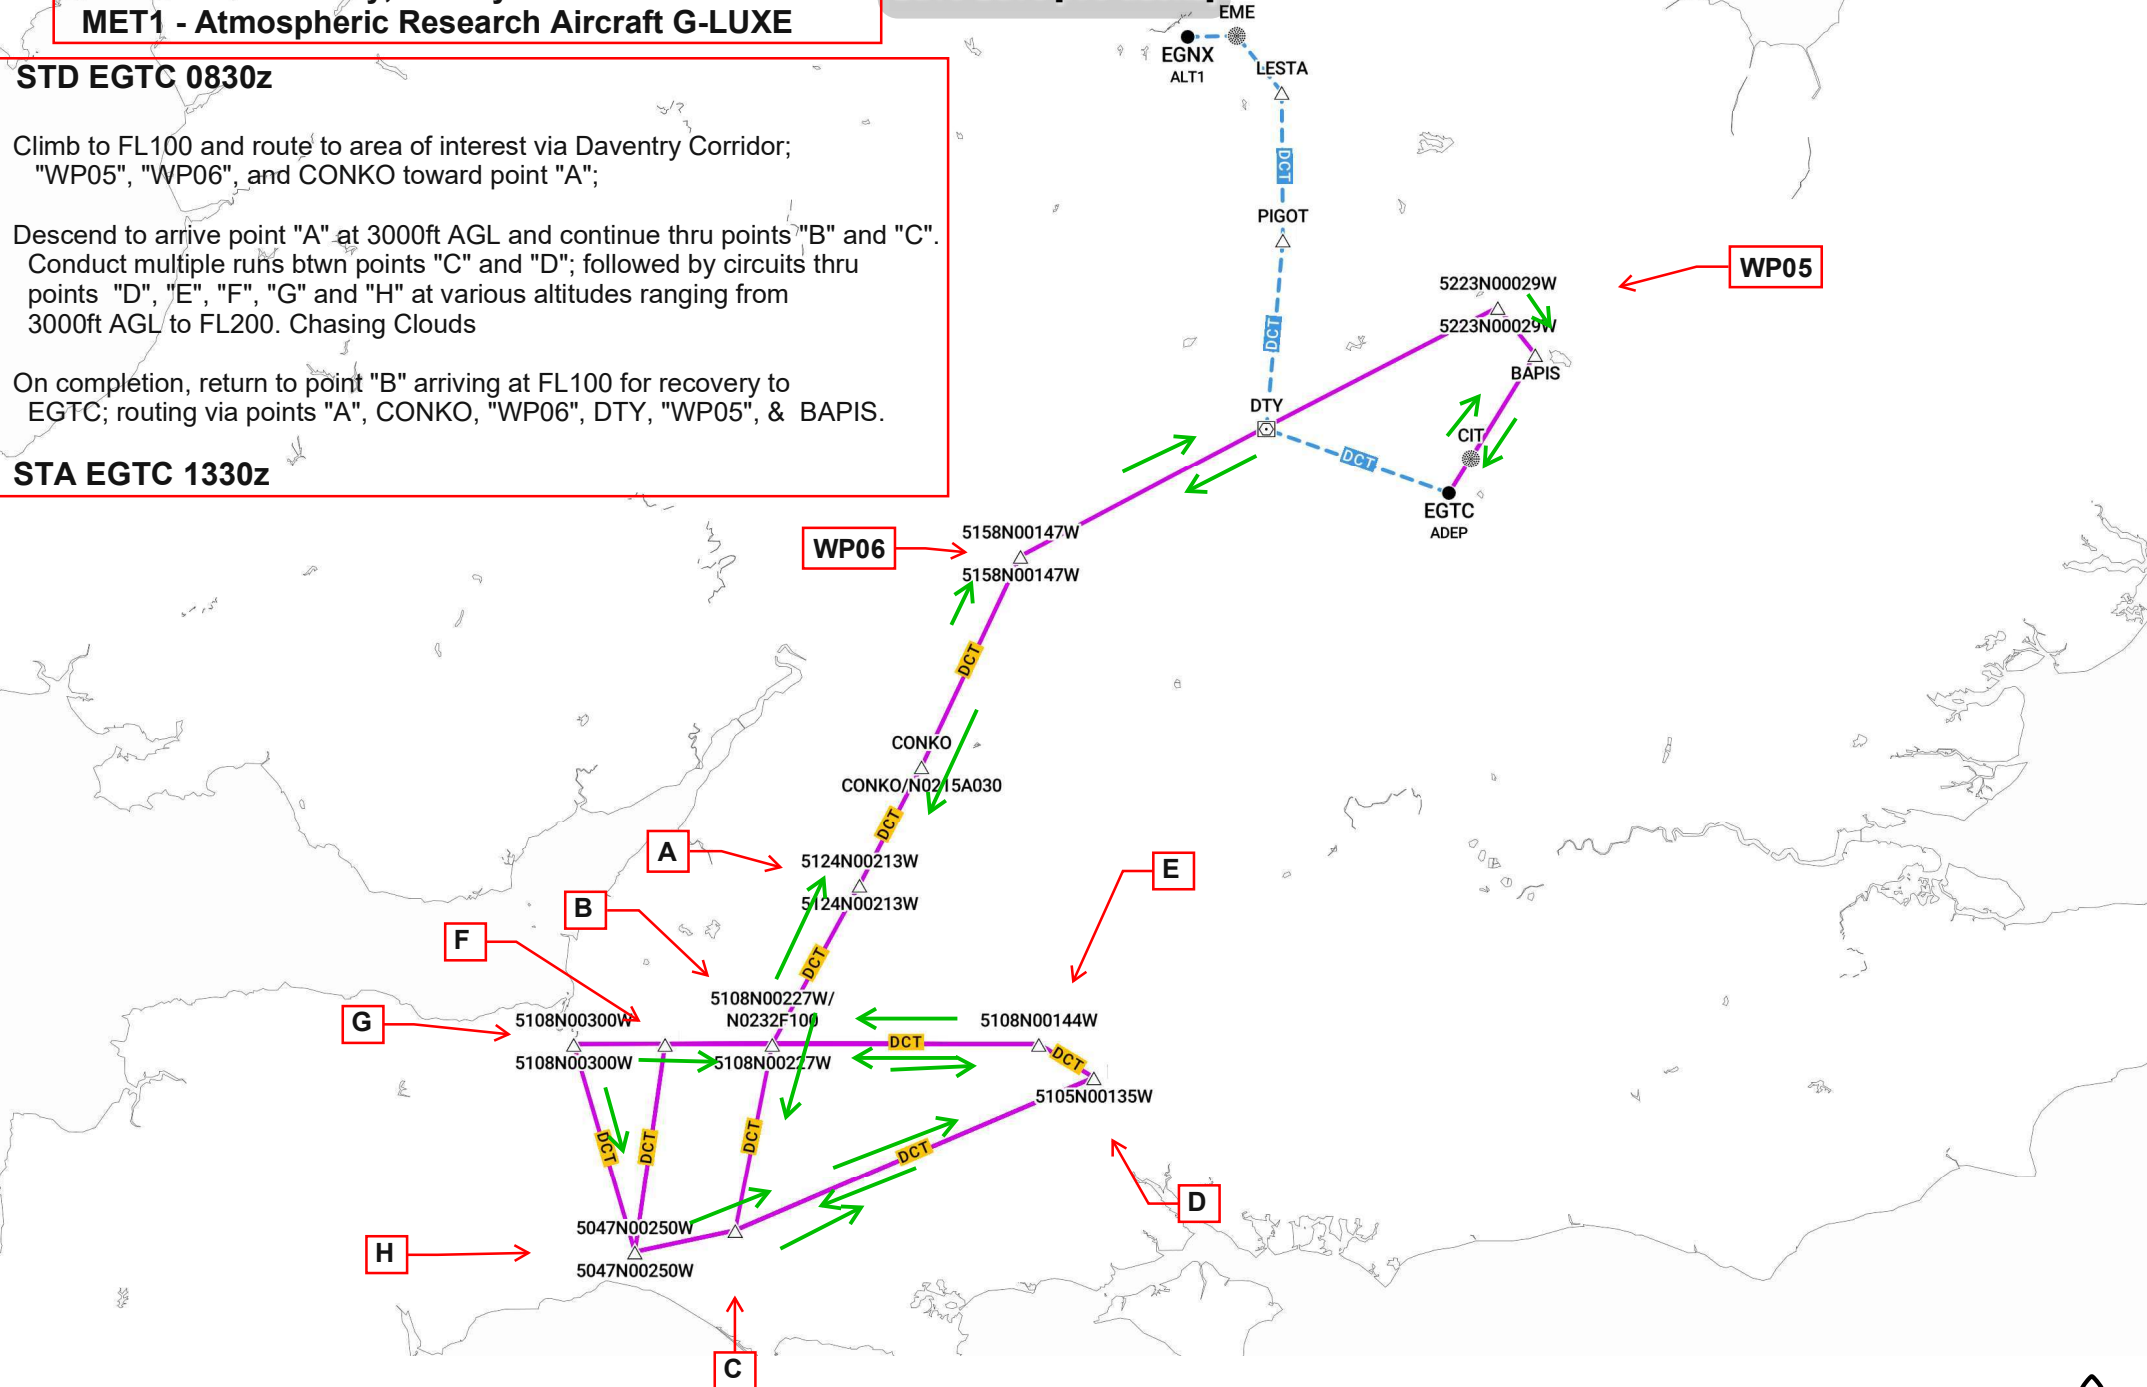 MET1 - Atmospheric Research Aircraft G-LUXE
STD EGTC 0830z
Climb to FL100 and route to area of interest via Daventry Corridor;
"WP05", "WP06", and CONKO toward point "A";
Descend to arrive point "A" at 3000ft AGL and continue thru points "B" and "C".
Conduct multiple runs btwn points "C" and "D"; followed by circuits thru
points "D", "E", "F", "G" and "H" at various altitudes ranging from
3000ft AGL to FL200. Chasing Clouds
On completion, return to point "B" arriving at FL100 for recovery to
EGTC; routing via points "A", CONKO, "WP06", DTY, "WP05", & BAPIS.
STA EGTC 1330z
EME
EGNX
ALT1
LESTA
DCT
PIGOT
DCT
WP05
5223N00029W
5223N00029W
BAPIS
DTY
CIT
DCT
EGTC
ADEP
WP06
5158N00147W
5158N00147W
DCT
CONKO
CONKO/N0215A030
DCT
A
5124N00213W
5124N00213W
E
B
F
DCT
G
5108N00227W/
N0232F100
5108N00300W
5108N00144W
DCT
5108N00300W
5108N00227W
DCT
5105N00135W
DCT
DCT
DCT
DCT
D
5047N00250W
H
5047N00250W
C